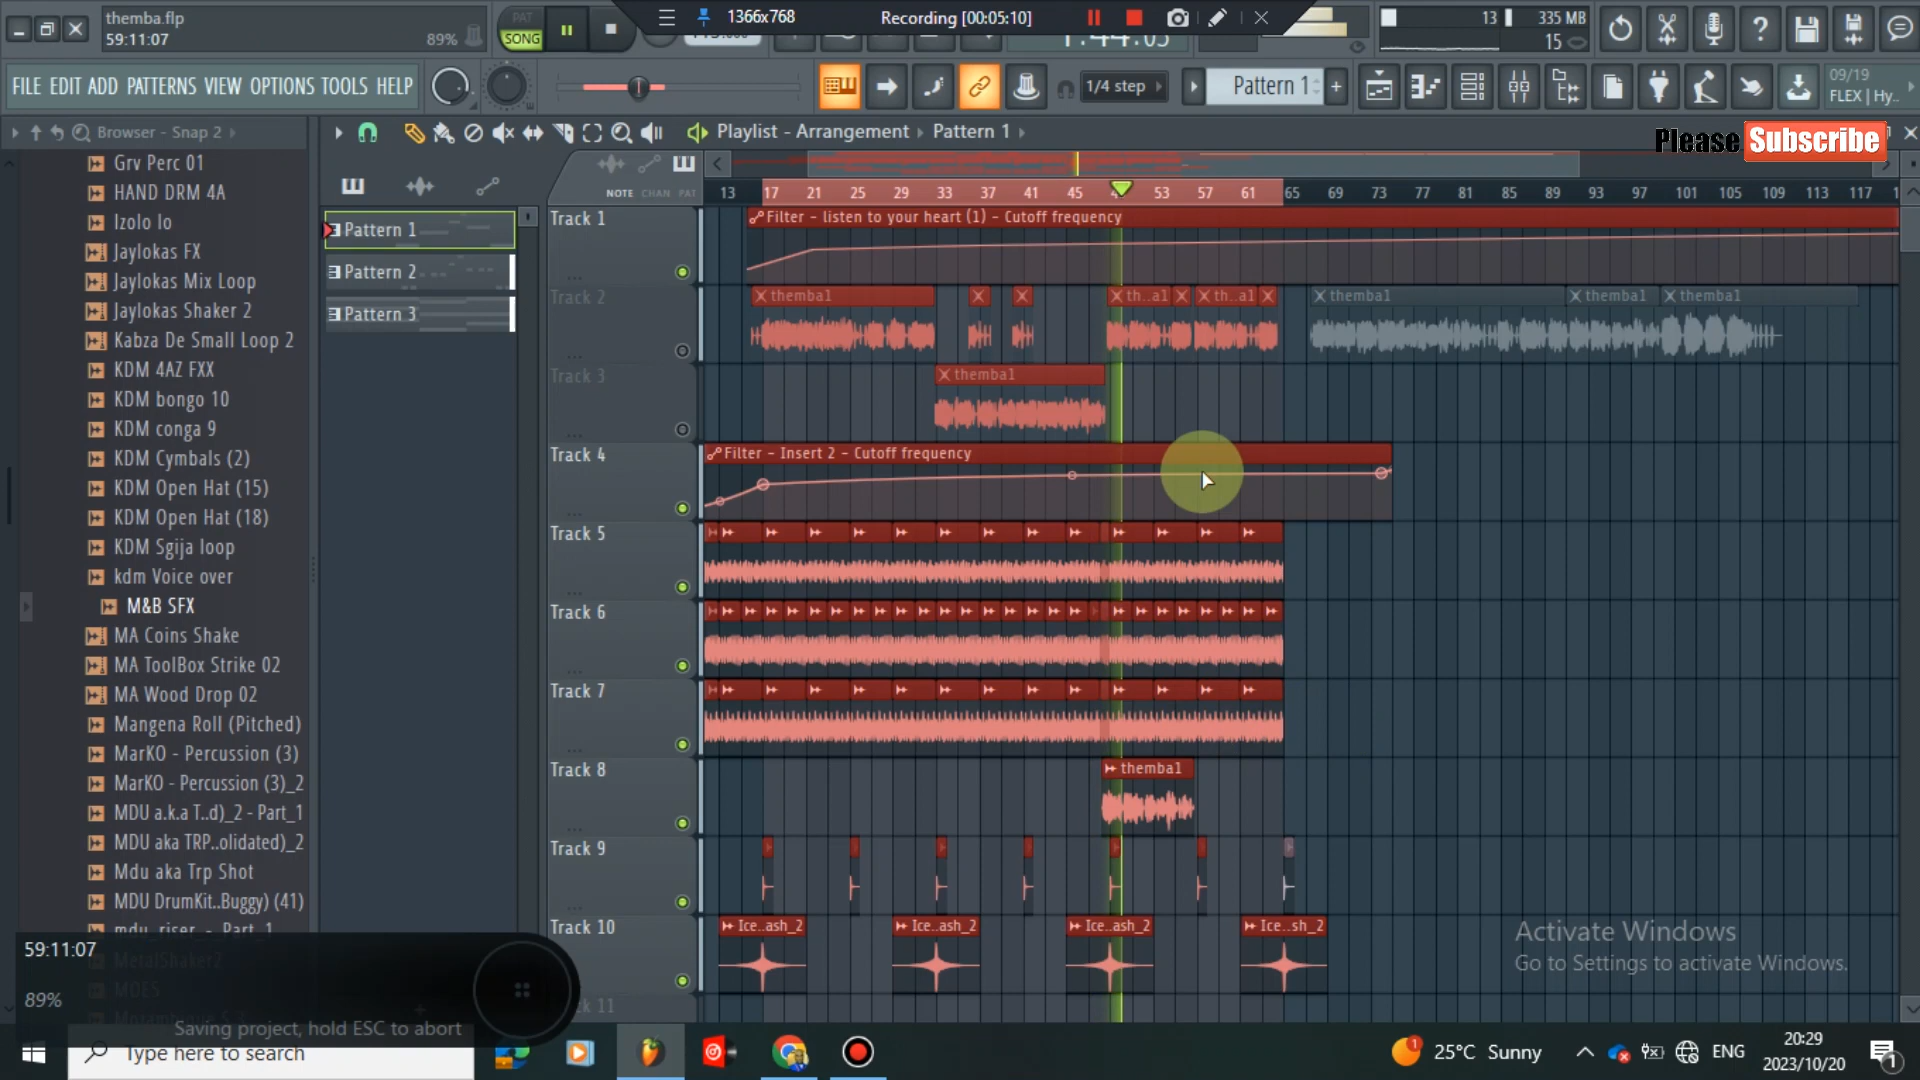 themba.flp
59:11:07
89%
PAT
SONG
1366x768
Recording [00:05:10]
13
335 MB
15
FILE EDIT ADD PATTERNS VIEW OPTIONS TOOLS HELP
1/4 step
Pattern 1
09/19
FLEX | Hy..
Browser - Snap 2
Playlist - Arrangement
Pattern 1
Please Subscribe
NOTE CHAN PAT
13 17 21 25 29 33 37 41 45 53 57 61 65 69 73 77 81 85 89 93 97 101 105 109 113 117
Grv Perc 01
HAND DRM 4A
Izolo lo
Jaylokas FX
Jaylokas Mix Loop
Jaylokas Shaker 2
Kabza De Small Loop 2
KDM 4AZ FXX
KDM bongo 10
KDM conga 9
KDM Cymbals (2)
KDM Open Hat (15)
KDM Open Hat (18)
KDM Sgija loop
kdm Voice over
M&B SFX
MA Coins Shake
MA ToolBox Strike 02
MA Wood Drop 02
Mangena Roll (Pitched)
MarKO - Percussion (3)
MarKO - Percussion (3)_2
MDU a.k.a T..d)_2 - Part_1
MDU aka TRP..olidated)_2
Mdu aka Trp Shot
MDU DrumKit..Buggy) (41)
mdu_riser_-_Part_1
MetalShaker2
MOES
Pattern 1
Pattern 2
Pattern 3
Track 1
Filter - listen to your heart (1) - Cutoff frequency
Track 2
themba1
th..a1
th..a1
themba1
themba1
themba1
Track 3
themba1
Track 4
Filter - Insert 2 - Cutoff frequency
Track 5
Track 6
Track 7
Track 8
themba1
Track 9
Track 10
Ice..ash_2
Ice..ash_2
Ice..ash_2
Ice..sh_2
11
59:11:07
89%
Saving project, hold ESC to abort
Activate Windows
Go to Settings to activate Windows.
Type here to search
1
25°C Sunny
ENG
20:29
2023/10/20
1